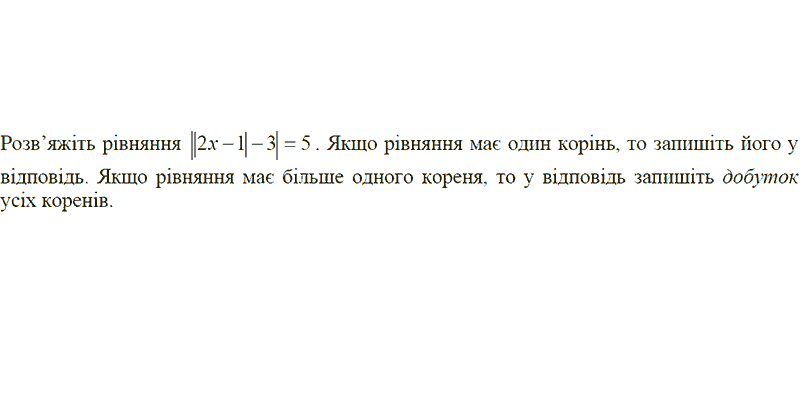 Розв’яжіть рівняння ||2x − 1| − 3| = 5 . Якщо рівняння має один корінь, то запишіть його у
відповідь. Якщо рівняння має більше одного кореня, то у відповідь запишіть добуток
усіх коренів.